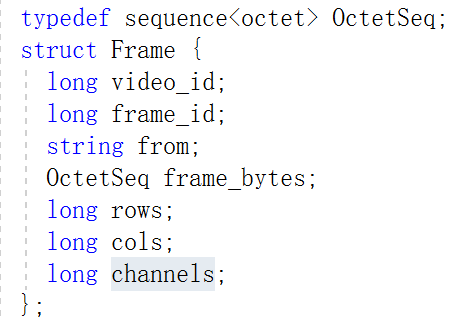 typedef sequence<octet> OctetSeq;
struct Frame {
long video_id;
long frame_id;
string from;
OctetSeq frame_bytes;
long rows;
long cols;
long channels;
};